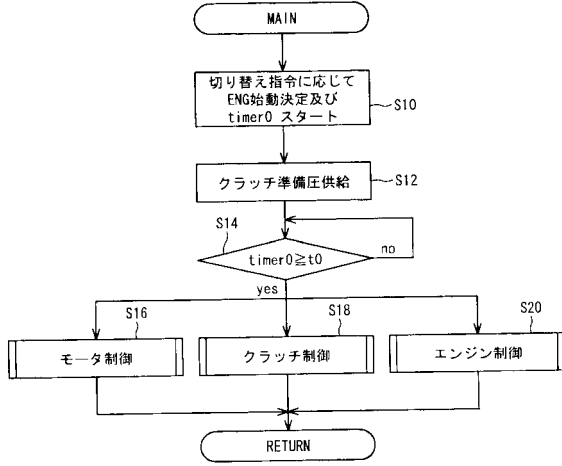 MAIN
切り替え指令に応じて
ENG始動決定及び
timer0 スタート
S10
クラッチ準備圧供給
S12
S14
timer0≧t0
no
yes
S16
S18
S20
モータ制御
クラッチ制御
エンジン制御
RETURN